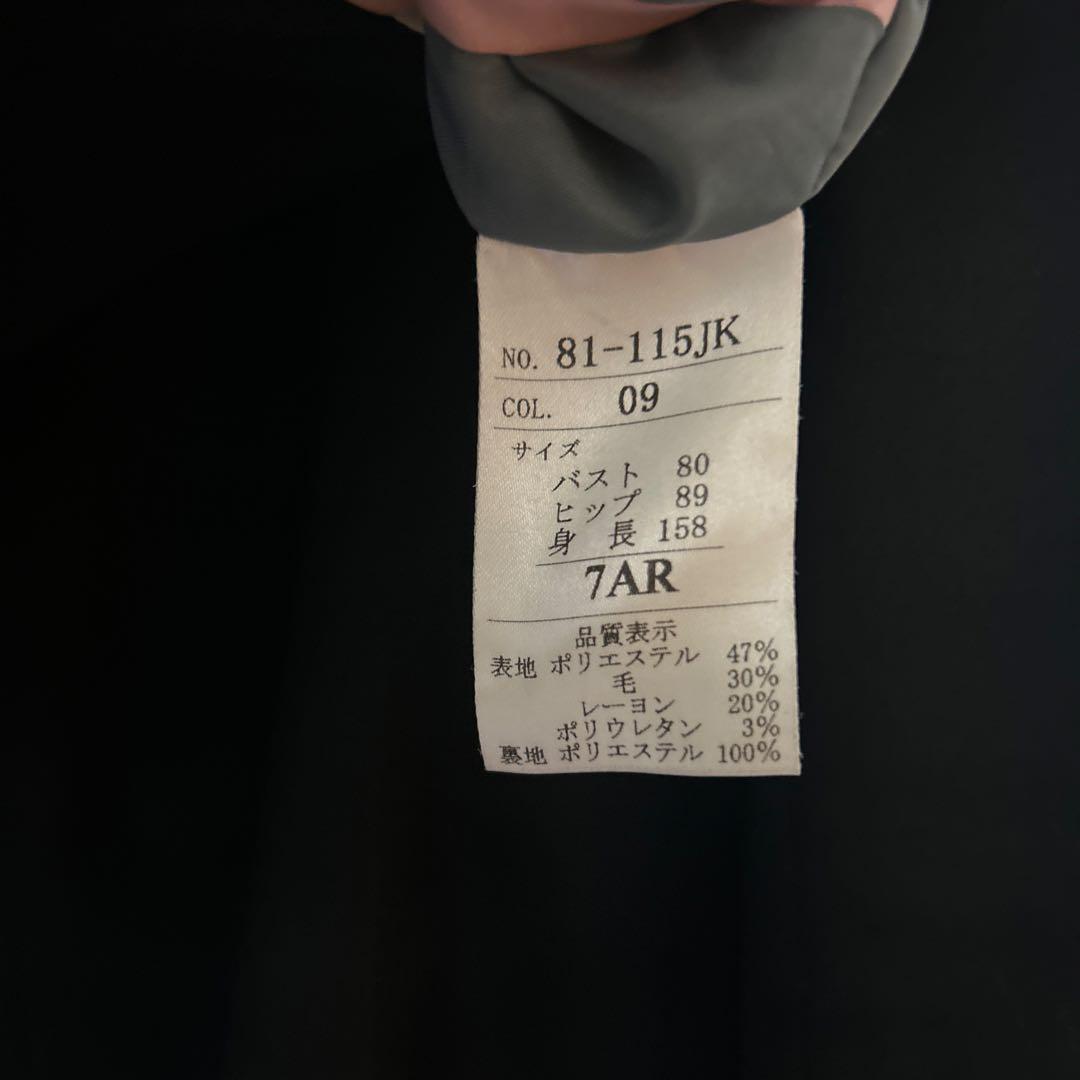 NO. 81-115JK
COL. 09
サイズ
バスト 80
ヒップ 89
身 長 158
7AR
品質表示
表地 ポリエステル 47%
毛 30%
レーヨン 20%
ポリウレタン 3%
裏地 ポリエステル 100%